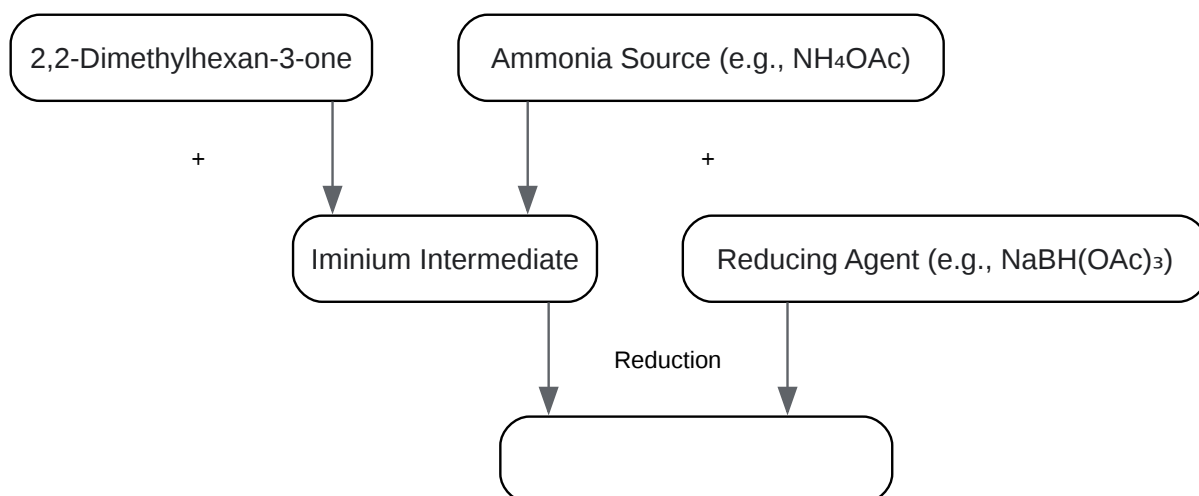 2,2-Dimethylhexan-3-one
Ammonia Source (e.g., NH₄OAc)
+
+
Iminium Intermediate
Reducing Agent (e.g., NaBH(OAc)₃)
Reduction